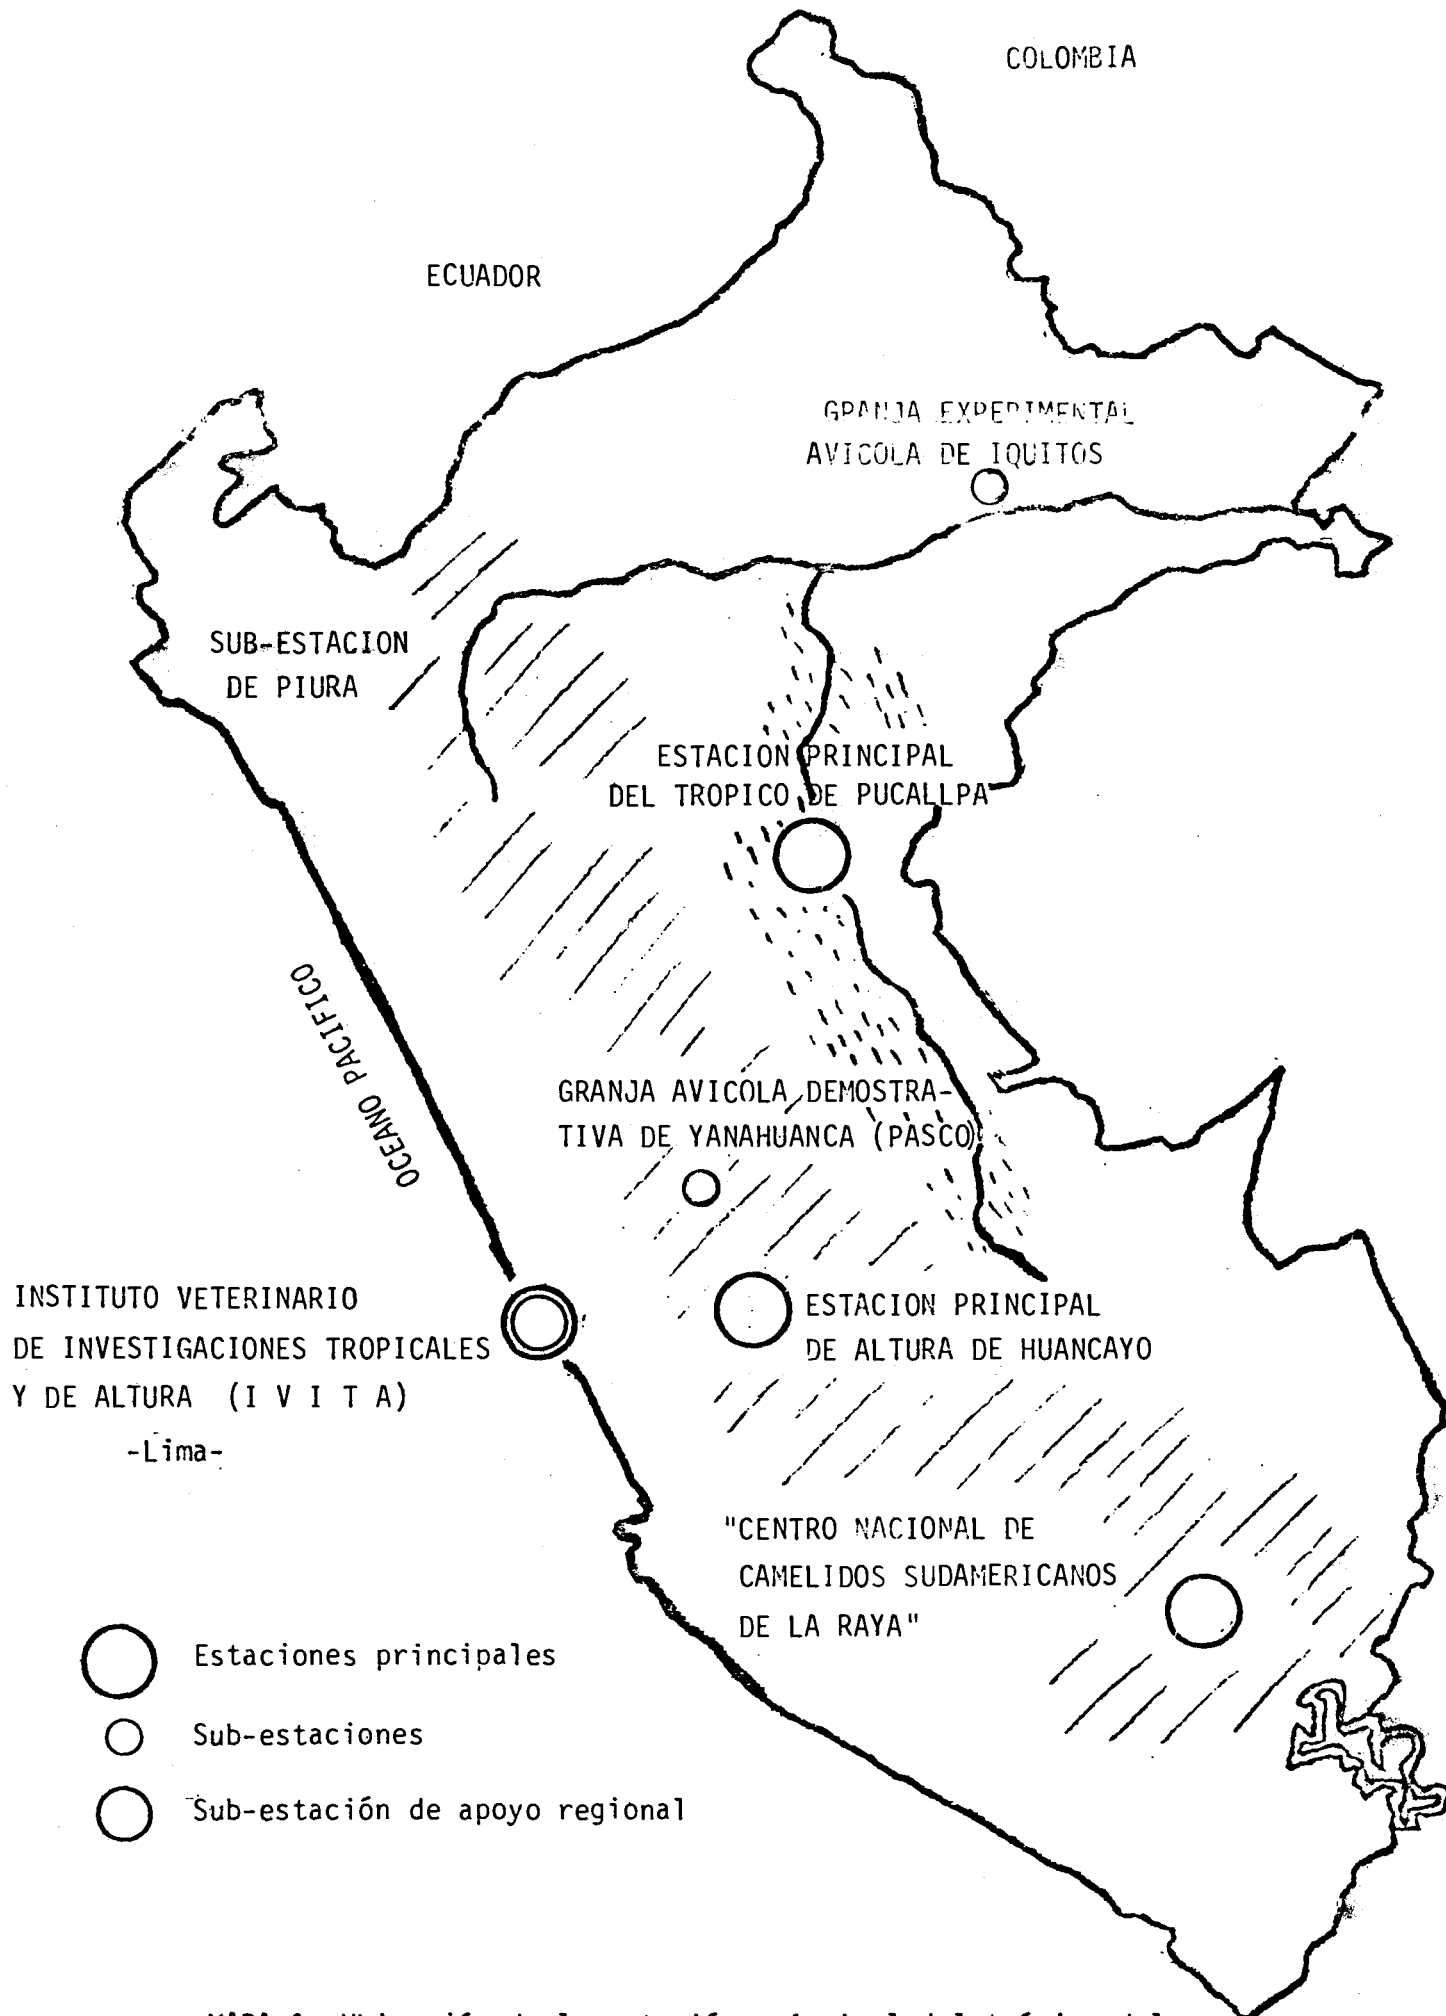 COLOMBIA
ECUADOR
GRANJA EXPERIMENTAL
AVICOLA DE IQUITOS
SUB-ESTACION
DE PIURA
ESTACION PRINCIPAL
DEL TROPICO DE PUCALLPA
OCEANO PACIFICO
GRANJA AVICOLA DEMOSTRA-
TIVA DE YANAHUANCA (PASCO)
INSTITUTO VETERINARIO
DE INVESTIGACIONES TROPICALES
Y DE ALTURA (I V I T A)
-Lima-
ESTACION PRINCIPAL
DE ALTURA DE HUANCAYO
"CENTRO NACIONAL DE
CAMELIDOS SUDAMERICANOS
DE LA RAYA"
Estaciones principales
Sub-estaciones
Sub-estación de apoyo regional